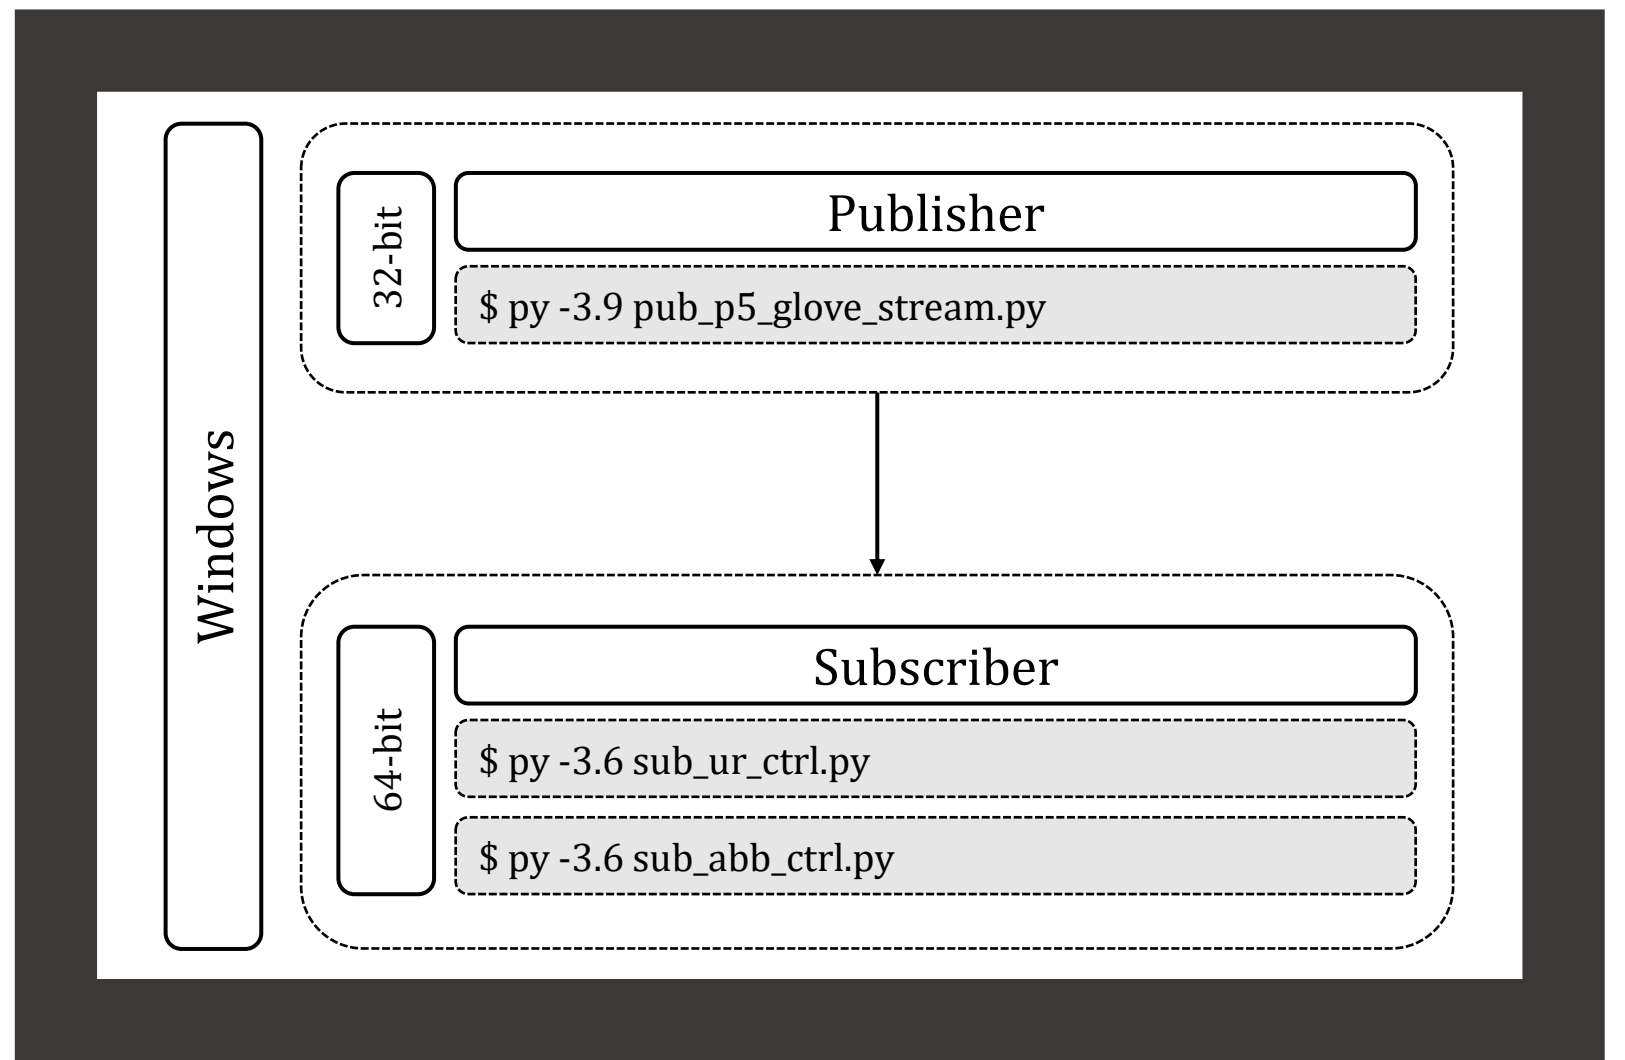 Windows
32-bit
Publisher
$ py -3.9 pub_p5_glove_stream.py
64-bit
Subscriber
$ py -3.6 sub_ur_ctrl.py
$ py -3.6 sub_abb_ctrl.py